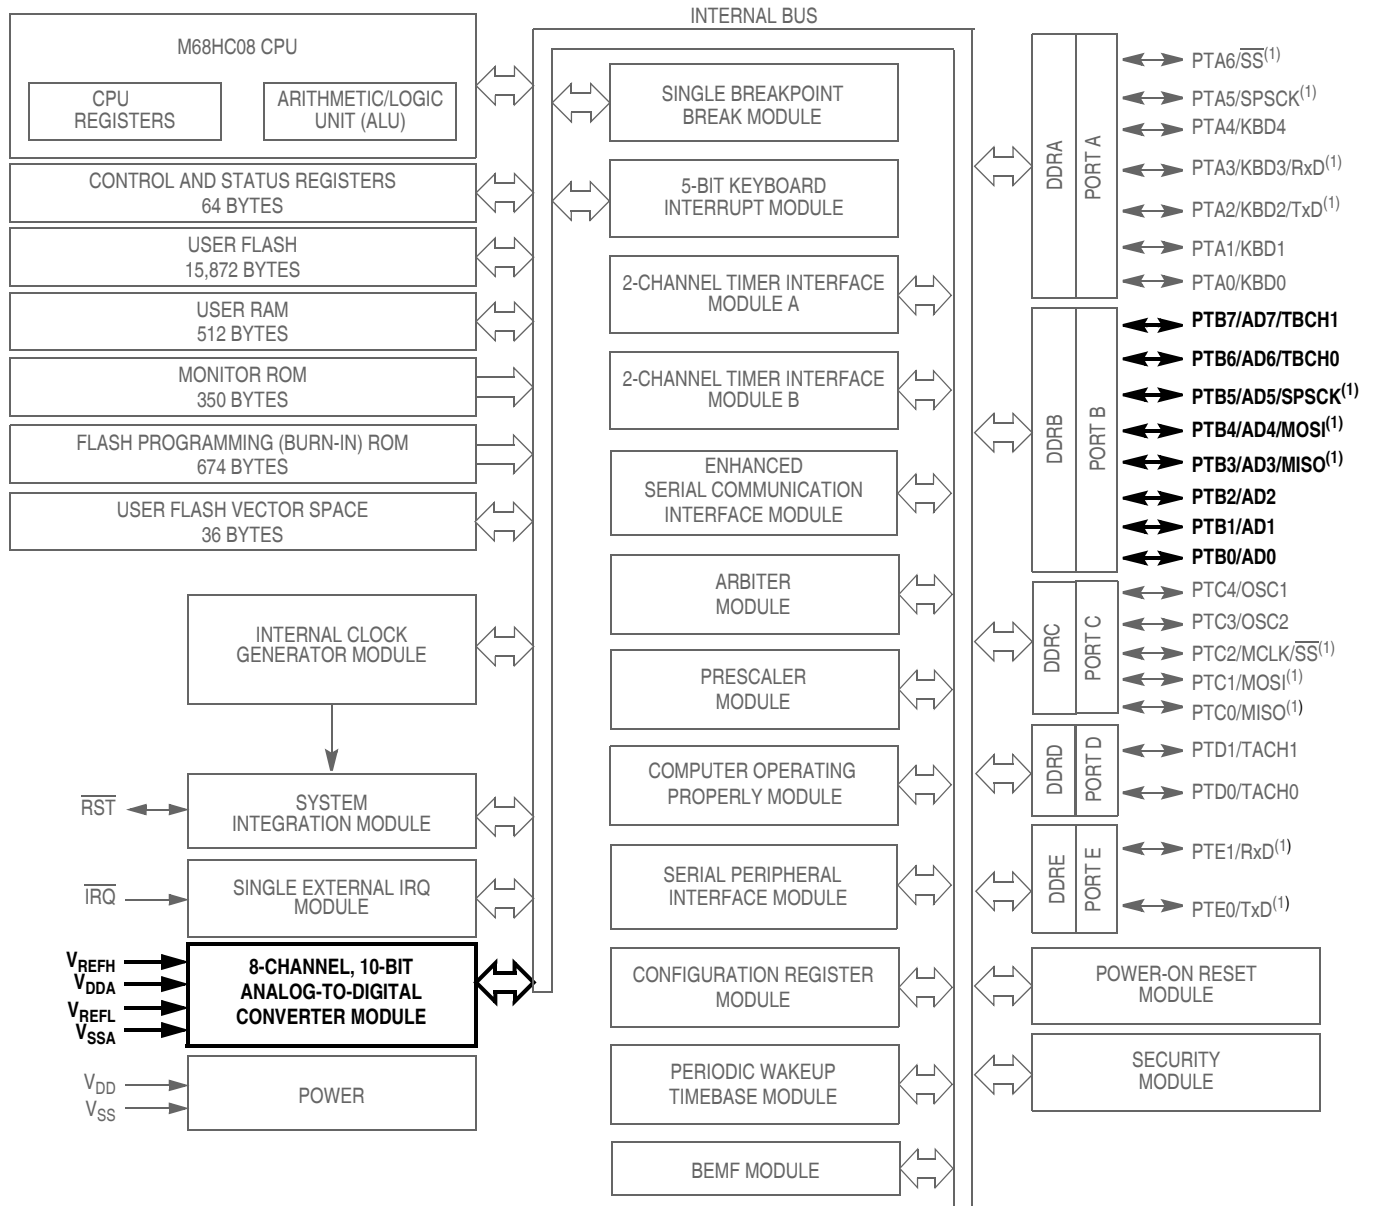 INTERNAL BUS
M68HC08 CPU
CPU
REGISTERS
ARITHMETIC/LOGIC
UNIT (ALU)
CONTROL AND STATUS REGISTERS
64 BYTES
USER FLASH
15,872 BYTES
USER RAM
512 BYTES
MONITOR ROM
350 BYTES
FLASH PROGRAMMING (BURN-IN) ROM
674 BYTES
USER FLASH VECTOR SPACE
36 BYTES
INTERNAL CLOCK
GENERATOR MODULE
RST
SYSTEM
INTEGRATION MODULE
IRQ
SINGLE EXTERNAL IRQ
MODULE
VREFH
VDDA
VREFL
VSSA
8-CHANNEL, 10-BIT
ANALOG-TO-DIGITAL
CONVERTER MODULE
VDD
VSS
POWER
SINGLE BREAKPOINT
BREAK MODULE
5-BIT KEYBOARD
INTERRUPT MODULE
2-CHANNEL TIMER INTERFACE
MODULE A
2-CHANNEL TIMER INTERFACE
MODULE B
ENHANCED
SERIAL COMMUNICATION
INTERFACE MODULE
ARBITER
MODULE
PRESCALER
MODULE
COMPUTER OPERATING
PROPERLY MODULE
SERIAL PERIPHERAL
INTERFACE MODULE
CONFIGURATION REGISTER
MODULE
PERIODIC WAKEUP
TIMEBASE MODULE
BEMF MODULE
DDRA
PORT A
PTA6/SS(1)
PTA5/SPSCK(1)
PTA4/KBD4
PTA3/KBD3/RxD(1)
PTA2/KBD2/TxD(1)
PTA1/KBD1
PTA0/KBD0
DDRB
PORT B
PTB7/AD7/TBCH1
PTB6/AD6/TBCH0
PTB5/AD5/SPSCK(1)
PTB4/AD4/MOSI(1)
PTB3/AD3/MISO(1)
PTB2/AD2
PTB1/AD1
PTB0/AD0
DDRC
PORT C
PTC4/OSC1
PTC3/OSC2
PTC2/MCLK/SS(1)
PTC1/MOSI(1)
PTC0/MISO(1)
DDRD
PORT D
PTD1/TACH1
PTD0/TACH0
DDRE
PORT E
PTE1/RxD(1)
PTE0/TxD(1)
POWER-ON RESET
MODULE
SECURITY
MODULE